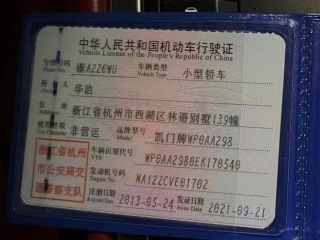 中华人民共和国机动车行驶证
Vehicle License of the People's Republic of China
号牌号码 浙AZZ6WU 车辆类型 小型轿车
Plate No. Vehicle Type
所有人 华浩
住址 浙江省杭州市西湖区林语别墅139幢
使用性质 非营运 品牌型号 凯门牌WP0AA298
Use Character Model
浙江省杭州市公安局交通警察支队
车辆识别代号 WP0AA2980EK170540
VIN
发动机号码 MA122CVE01702
Engine No.
注册日期 2013-05-24 发证日期 2021-09-21
Register Date Issue Date